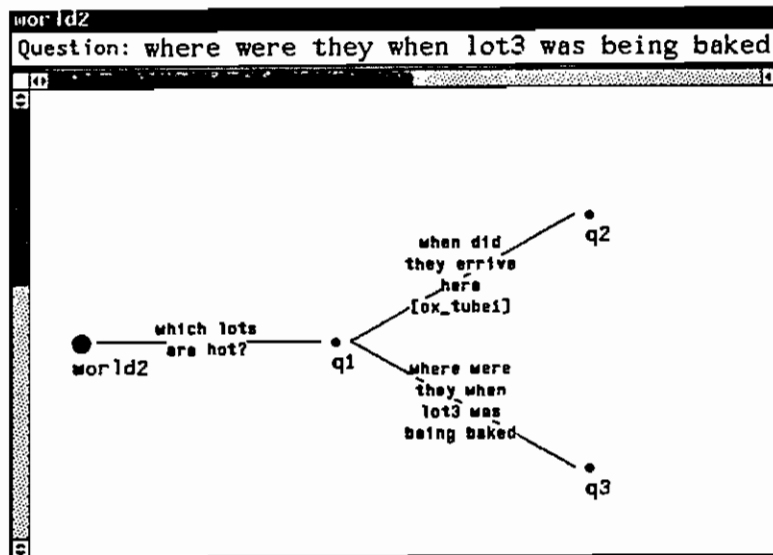 world2
Question: where were they when lot3 was being baked
when did
they errive
here
[ox_tube1]
q2
which lots
are hot?
world2
q1
where were
they when
lot3 was
being baked
q3